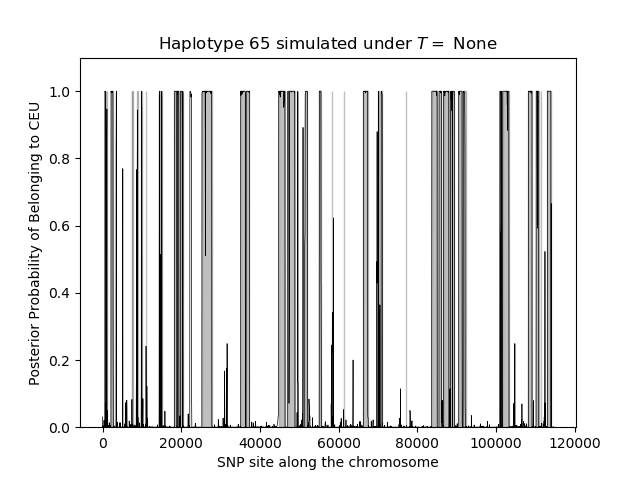 Haplotype 65 simulated under T = None
Posterior Probability of Belonging to CEU
1.0
0.8
0.6
0.4
0.2
0.0
0 20000 40000 60000 80000 100000 120000
SNP site along the chromosome